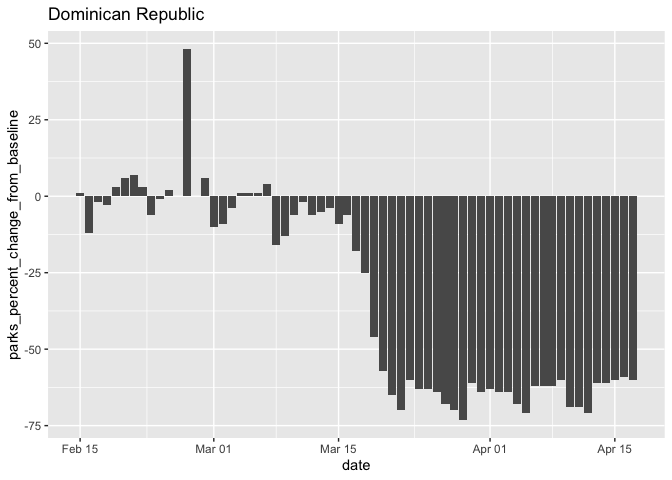 Dominican Republic
50
25
0
-25
-50
-75
parks_percent_change_from_baseline
Feb 15 Mar 01 Mar 15 Apr 01 Apr 15
date